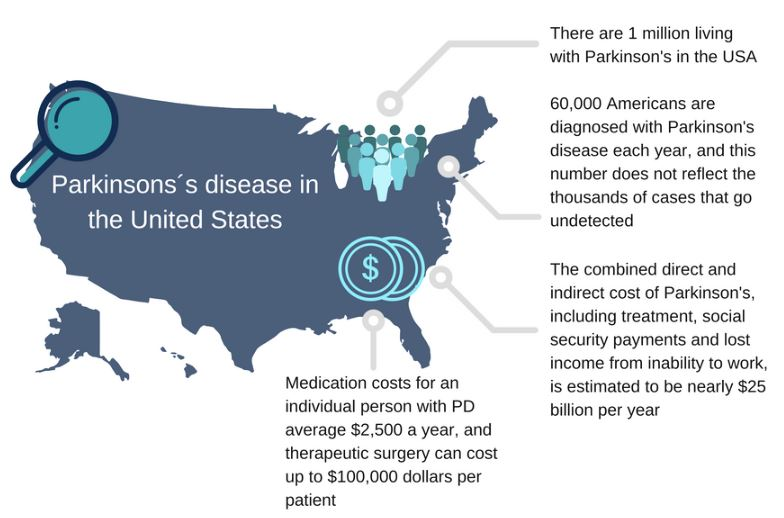 There are 1 million living
with Parkinson's in the USA
60,000 Americans are
diagnosed with Parkinson's
disease each year, and this
number does not reflect the
thousands of cases that go
undetected
Parkinsons´s disease in
the United States
$
The combined direct and
indirect cost of Parkinson's,
including treatment, social
security payments and lost
income from inability to work,
is estimated to be nearly $25
billion per year
Medication costs for an
individual person with PD
average $2,500 a year, and
therapeutic surgery can cost
up to $100,000 dollars per
patient